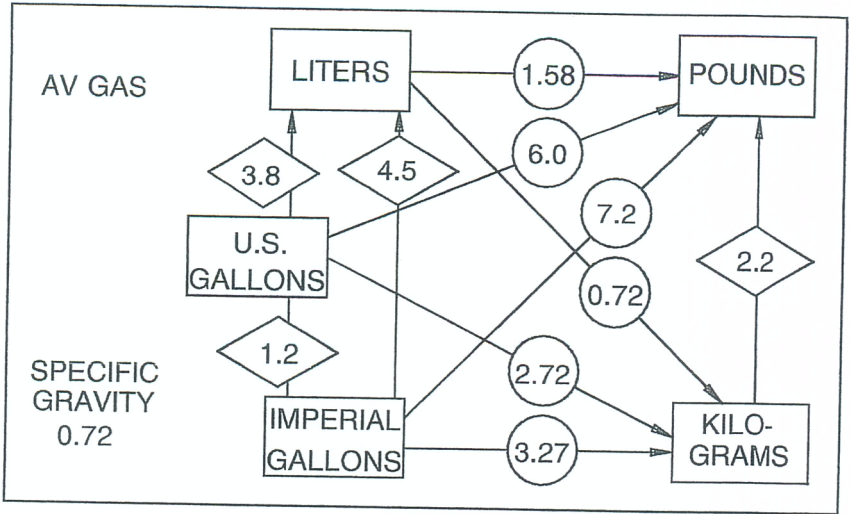 AV GAS
LITERS
1.58
POUNDS
6.0
3.8
4.5
7.2
U.S.
GALLONS
2.2
0.72
1.2
2.72
SPECIFIC
GRAVITY
0.72
IMPERIAL
GALLONS
3.27
KILO-
GRAMS